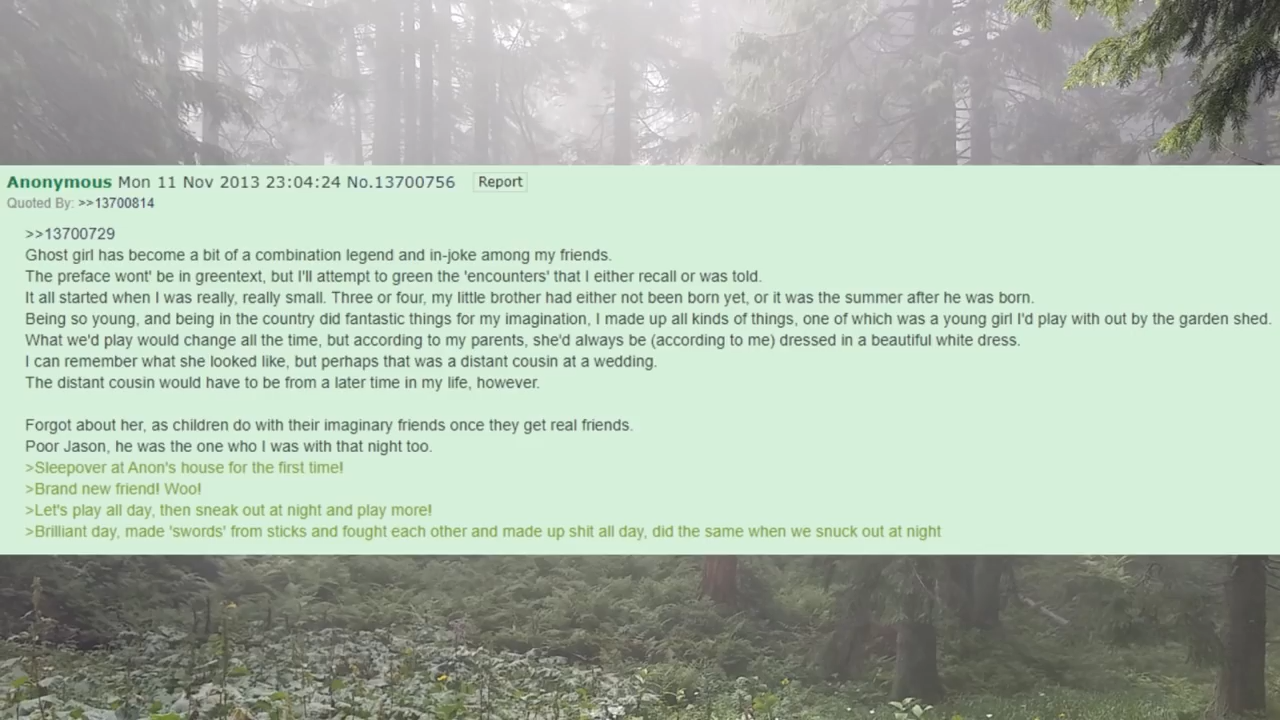 Anonymous Mon 11 Nov 2013 23:04:24 No.13700756 Report
Quoted By: >>13700814
>>13700729
Ghost girl has become a bit of a combination legend and in-joke among my friends.
The preface wont' be in greentext, but I'll attempt to green the 'encounters' that I either recall or was told.
It all started when I was really, really small. Three or four, my little brother had either not been born yet, or it was the summer after he was born.
Being so young, and being in the country did fantastic things for my imagination, I made up all kinds of things, one of which was a young girl I'd play with out by the garden shed.
What we'd play would change all the time, but according to my parents, she'd always be (according to me) dressed in a beautiful white dress.
I can remember what she looked like, but perhaps that was a distant cousin at a wedding.
The distant cousin would have to be from a later time in my life, however.
Forgot about her, as children do with their imaginary friends once they get real friends.
Poor Jason, he was the one who I was with that night too.
>Sleepover at Anon's house for the first time!
>Brand new friend! Woo!
>Let's play all day, then sneak out at night and play more!
>Brilliant day, made 'swords' from sticks and fought each other and made up shit all day, did the same when we snuck out at night